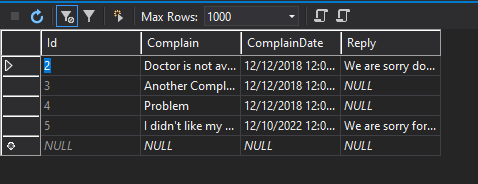 Max Rows: 1000
Id Complain ComplainDate Reply
2 Doctor is not av... 12/12/2018 12:0... We are sorry do...
3 Another Compl... 12/12/2018 12:0... NULL
4 Problem 12/12/2018 12:0... NULL
5 I didn't like my ... 12/10/2022 12:0... We are sorry for...
NULL NULL NULL NULL